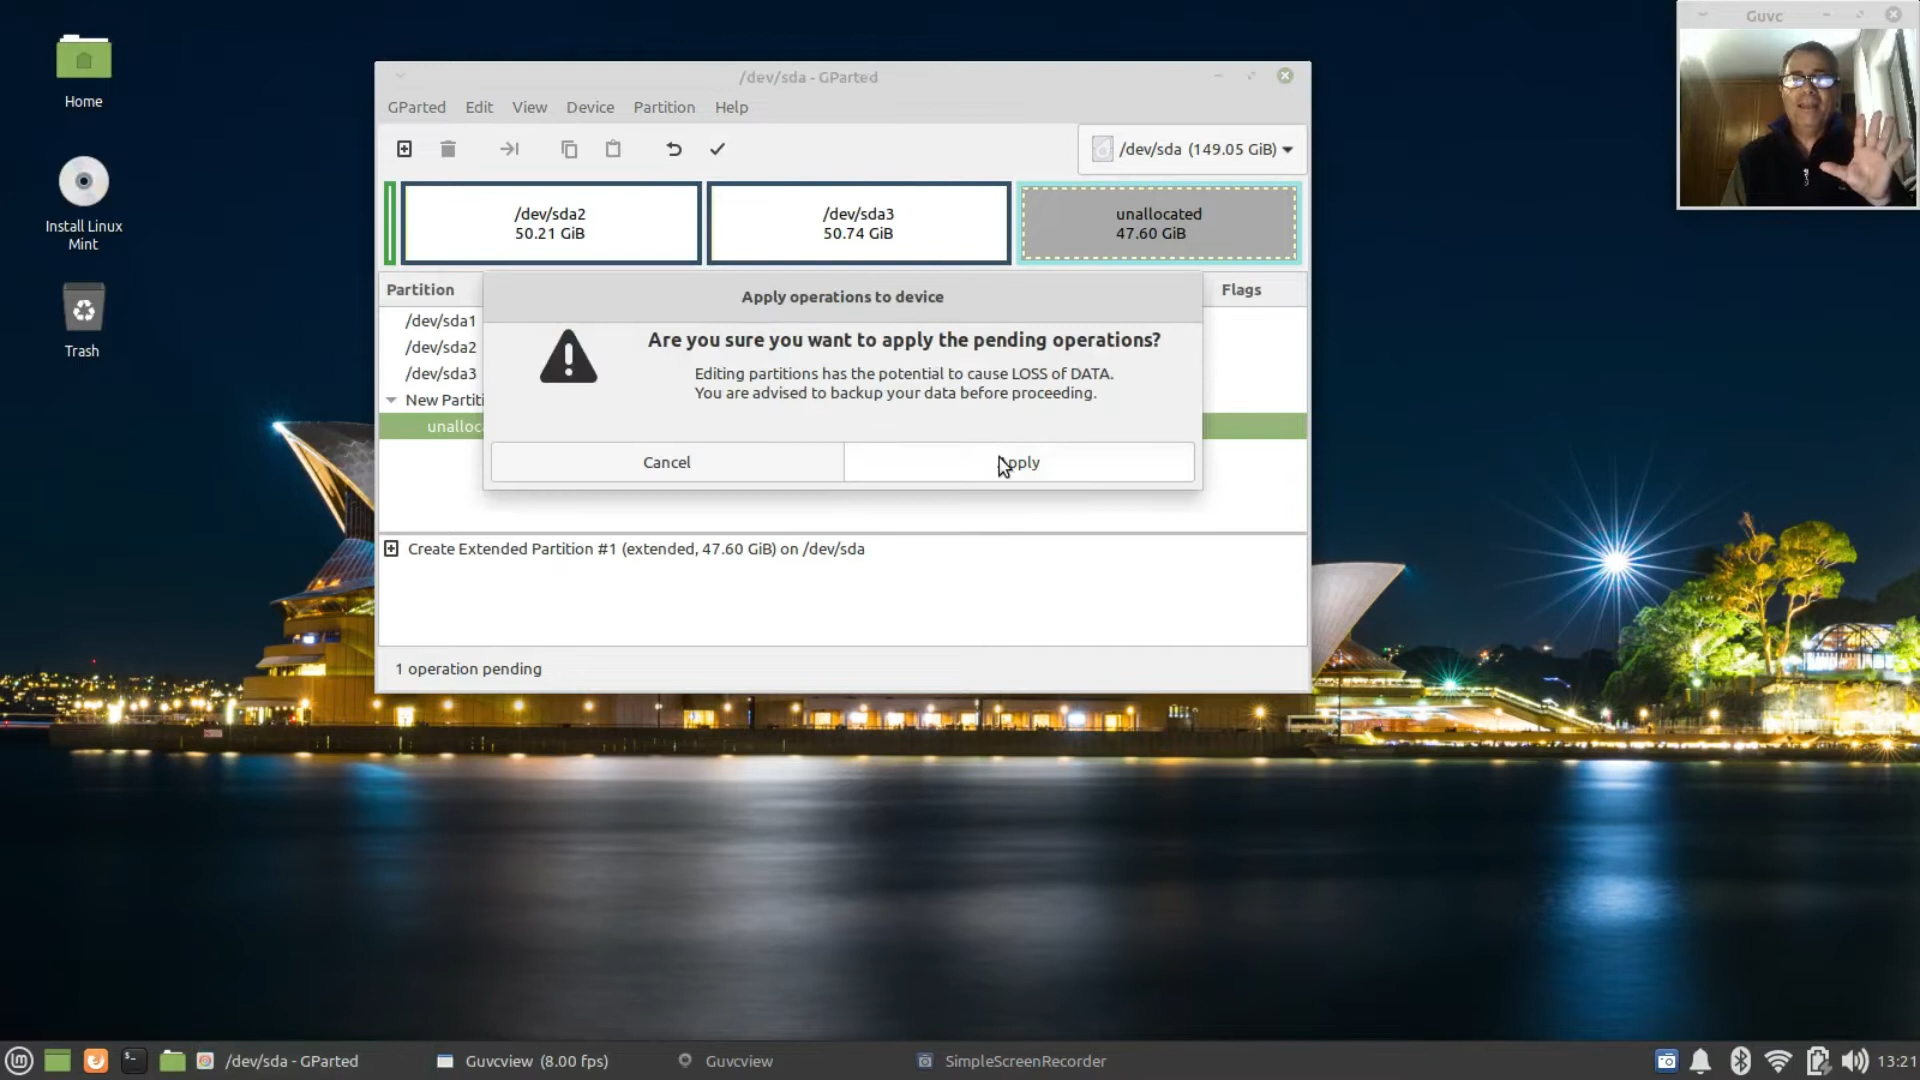 Home
Install Linux
Mint
Trash
/dev/sda - GParted
GParted Edit View Device Partition Help
/dev/sda (149.05 GiB)
/dev/sda2
50.21 GiB
/dev/sda3
50.74 GiB
unallocated
47.60 GiB
Partition
Flags
/dev/sda1
/dev/sda2
/dev/sda3
New Partiti
unalloc
Apply operations to device
Are you sure you want to apply the pending operations?
Editing partitions has the potential to cause LOSS of DATA.
You are advised to backup your data before proceeding.
Cancel
Apply
Create Extended Partition #1 (extended, 47.60 GiB) on /dev/sda
1 operation pending
Guvc
/dev/sda - GParted
Guvcview (8.00 fps)
Guvcview
SimpleScreenRecorder
13:21